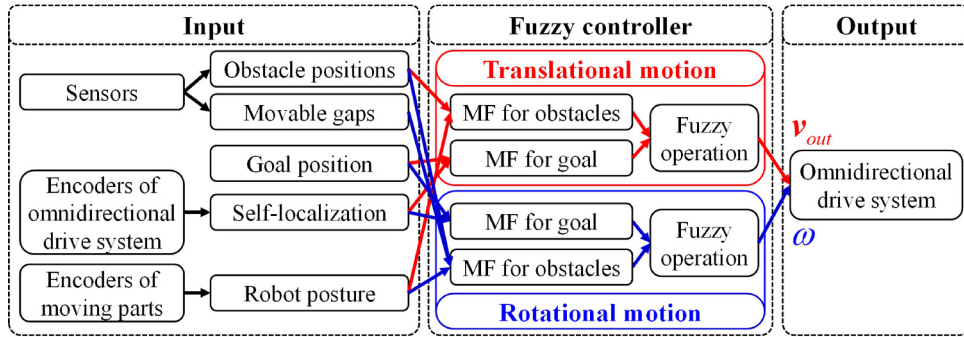 Input
Sensors
Obstacle positions
Movable gaps
Goal position
Encoders of
omnidirectional
drive system
Self-localization
Encoders of
moving parts
Robot posture
Fuzzy controller
Translational motion
MF for obstacles
MF for goal
Fuzzy
operation
MF for goal
MF for obstacles
Fuzzy
operation
Rotational motion
Output
v out
Omnidirectional
drive system
ω